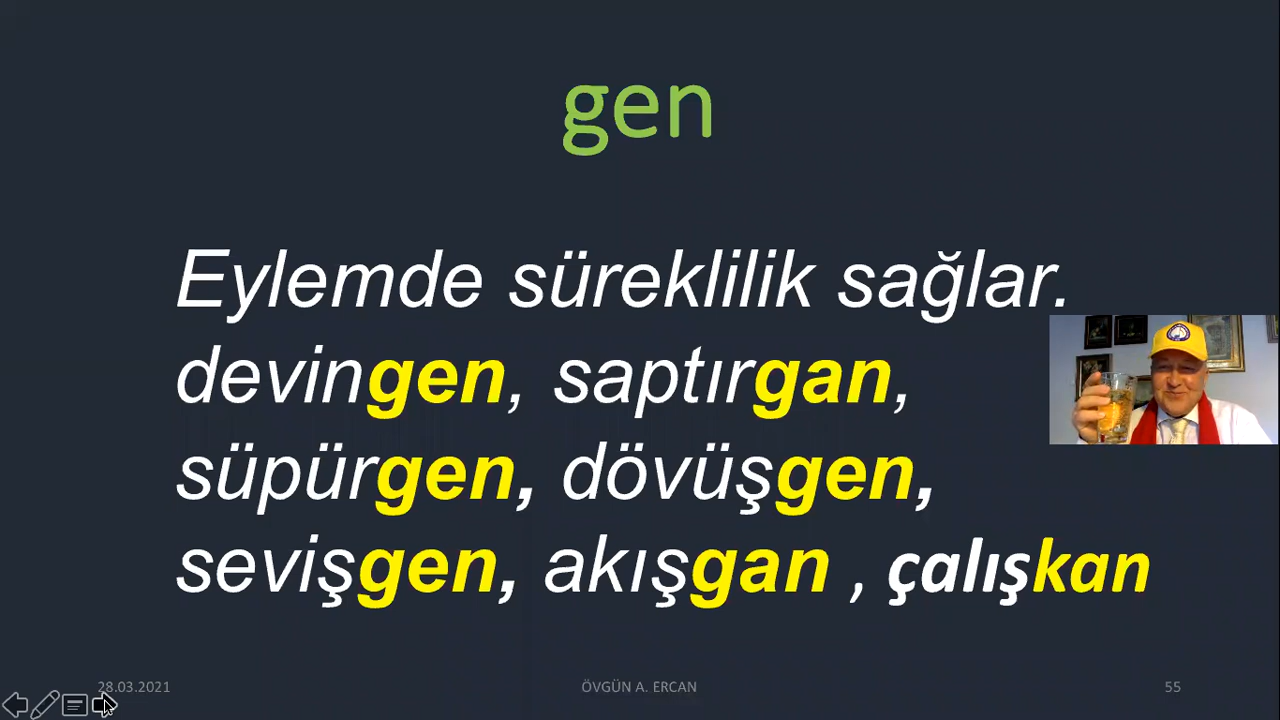 gen
Eylemde süreklilik sağlar.
devingen, saptırgan,
süpürgen, dövüşgen,
sevişgen, akışgan , çalışkan
28.03.2021
ÖVGÜN A. ERCAN
55